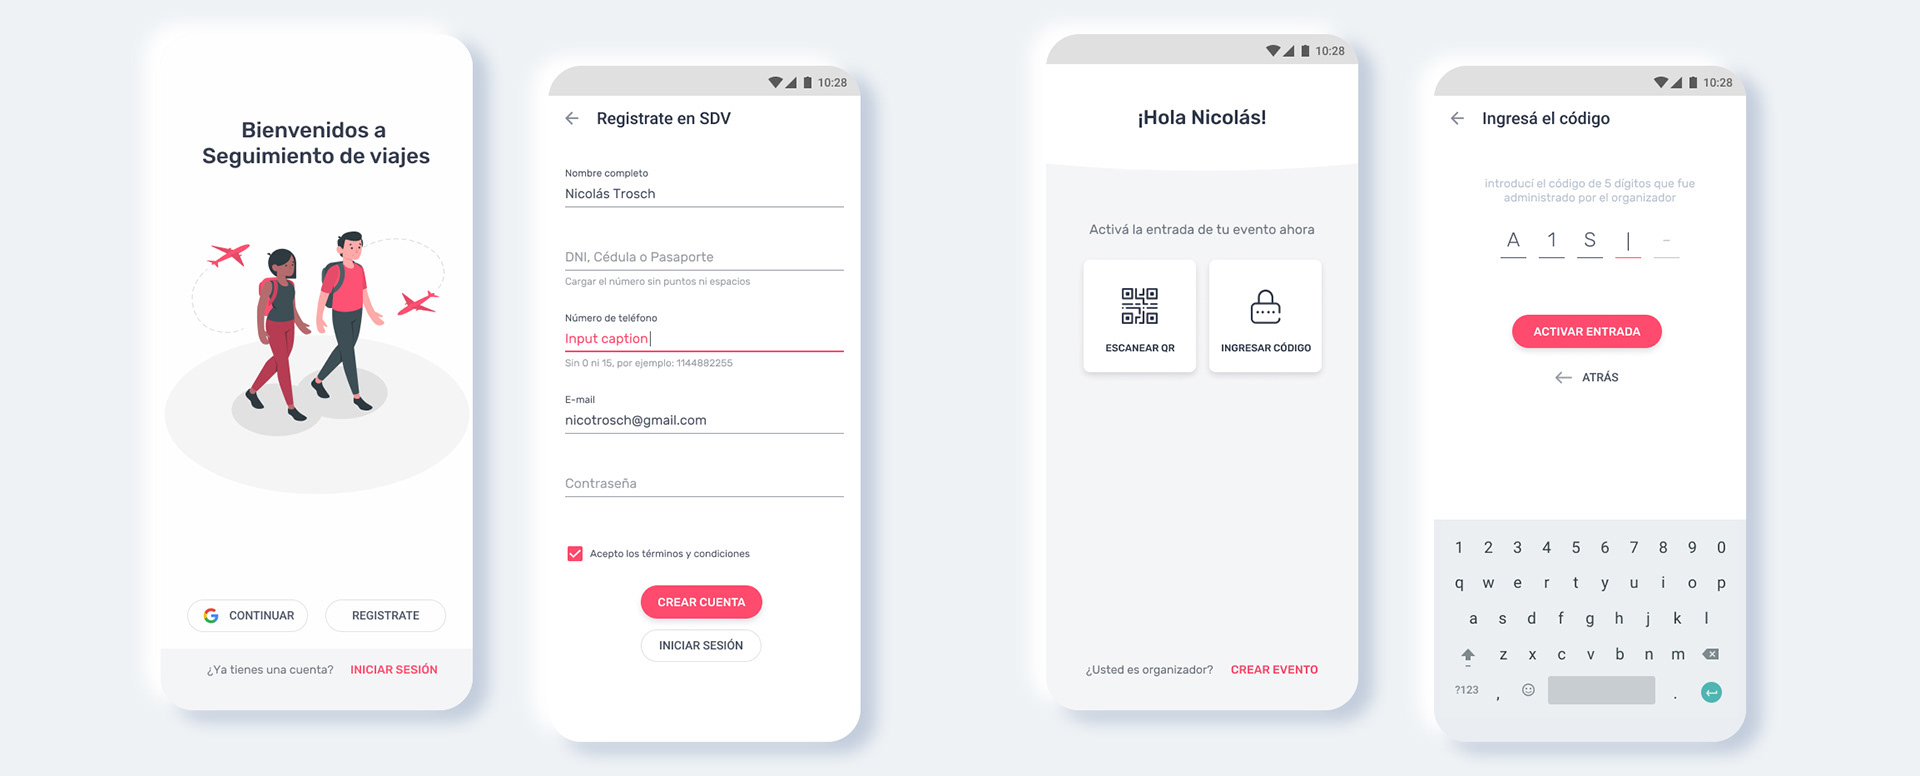 Bienvenidos a
Seguimiento de viajes
CONTINUAR
REGISTRATE
¿Ya tienes una cuenta? INICIAR SESIÓN
10:28
Registrate en SDV
Nombre completo
Nicolás Trosch
DNI, Cédula o Pasaporte
Cargar el número sin puntos ni espacios
Número de teléfono
Input caption
Sin 0 ni 15, por ejemplo: 1144882255
E-mail
nicotrosch@gmail.com
Contraseña
Acepto los términos y condiciones
CREAR CUENTA
INICIAR SESIÓN
10:28
¡Hola Nicolás!
Activá la entrada de tu evento ahora
ESCANEAR QR
INGRESAR CÓDIGO
¿Usted es organizador? CREAR EVENTO
10:28
Ingresá el código
introducí el código de 5 dígitos que fue
administrado por el organizador
A 1 S | -
ACTIVAR ENTRADA
ATRÁS
1 2 3 4 5 6 7 8 9 0
q w e r t y u i o p
a s d f g h j k l
z x c v b n m
?123 , .